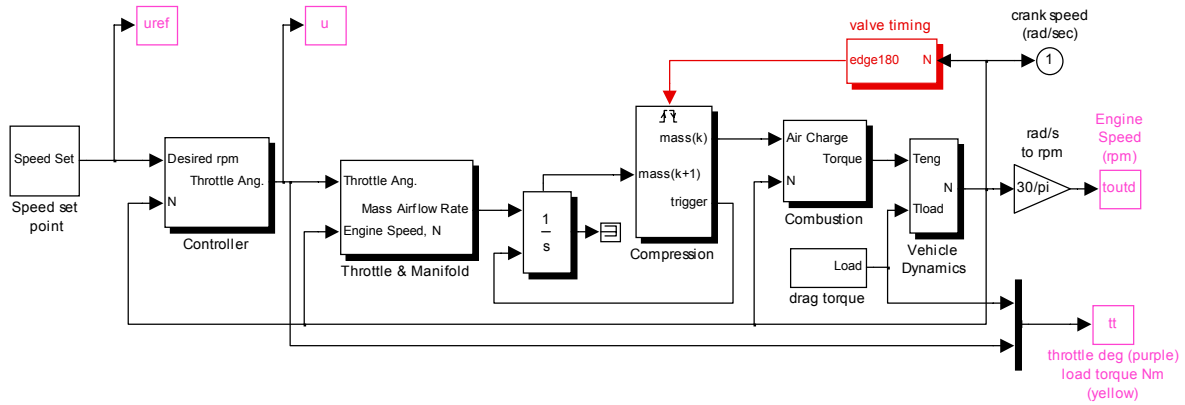 uref
u
valve timing
edge180
N
crank speed
(rad/sec)
1
Speed Set
Speed set
point
Desired rpm
Throttle Ang.
N
Controller
Throttle Ang.
Mass Airflow Rate
Engine Speed, N
Throttle & Manifold
1
s
mass(k)
mass(k+1)
trigger
Compression
Air Charge
Torque
N
Combustion
Teng
N
Tload
Vehicle
Dynamics
Load
drag torque
rad/s
to rpm
30/pi
Engine
Speed
(rpm)
toutd
tt
throttle deg (purple)
load torque Nm
(yellow)